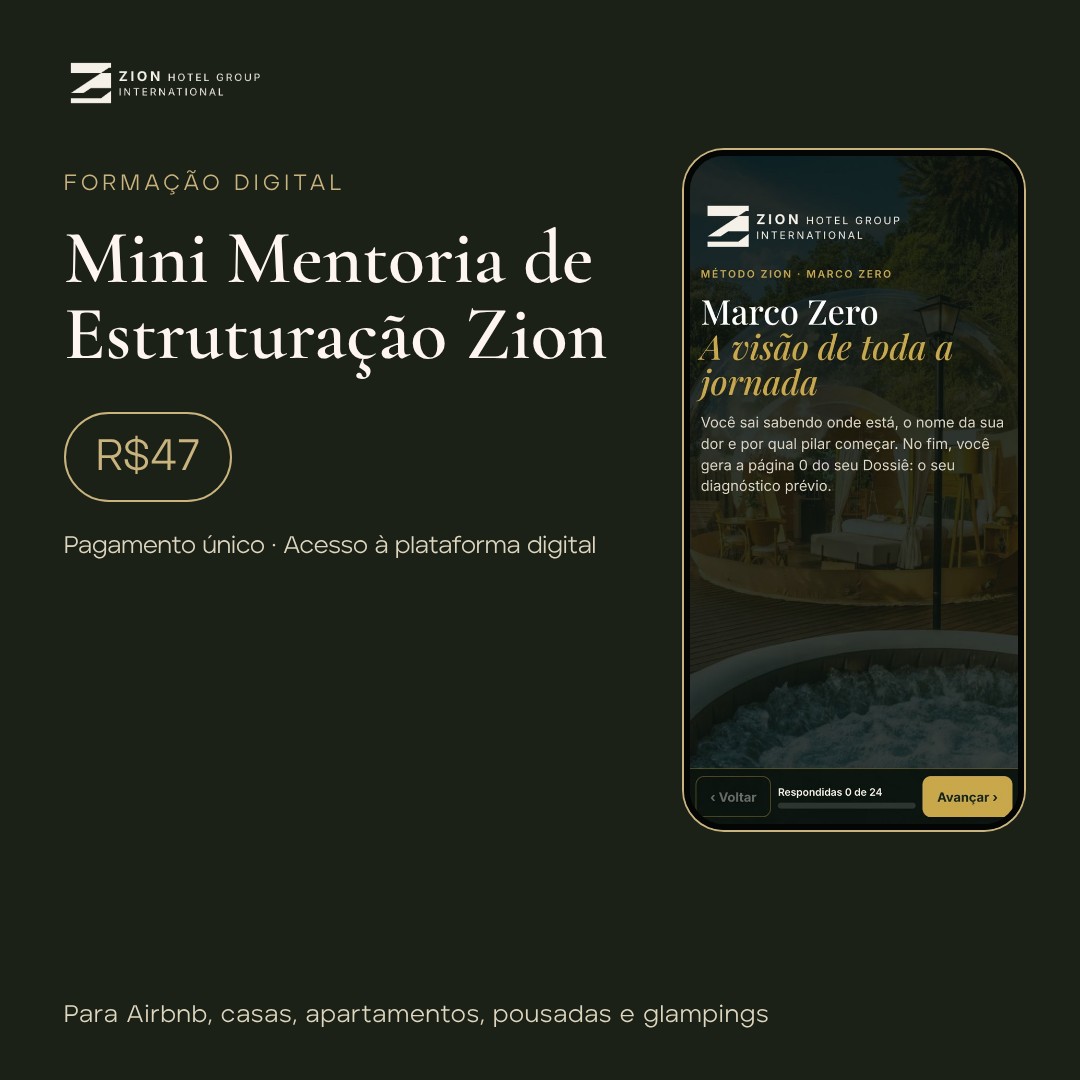 ZION HOTEL GROUP
INTERNATIONAL
FORMAÇÃO DIGITAL
Mini Mentoria de
Estruturação Zion
R$47
Pagamento único · Acesso à plataforma digital
ZION HOTEL GROUP
INTERNATIONAL
MÉTODO ZION · MARCO ZERO
Marco Zero
A visão de toda a
jornada
Você sai sabendo onde está, o nome da sua
dor e por qual pilar começar. No fim, você
gera a página 0 do seu Dossiê: o seu
diagnóstico prévio.
‹ Voltar
Respondidas 0 de 24
Avançar ›
Para Airbnb, casas, apartamentos, pousadas e glampings